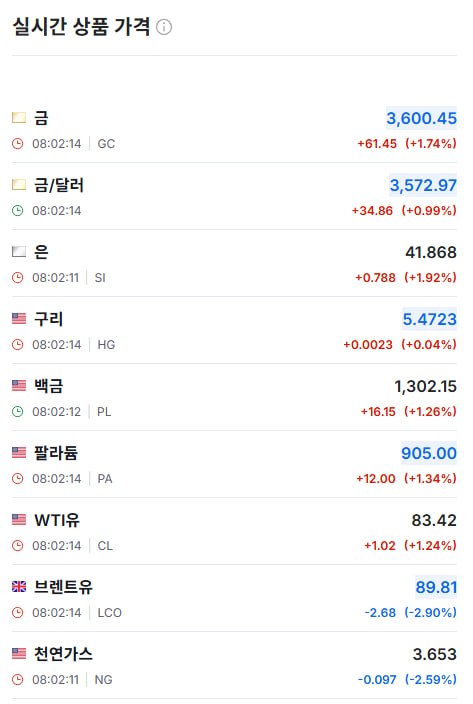 실시간 상품 가격
금 3,600.45
08:02:14 | GC +61.45 (+1.74%)
금/달러 3,572.97
08:02:14 +34.86 (+0.99%)
은 41.868
08:02:11 | SI +0.788 (+1.92%)
구리 5.4723
08:02:14 | HG +0.0023 (+0.04%)
백금 1,302.15
08:02:12 | PL +16.15 (+1.26%)
팔라듐 905.00
08:02:14 | PA +12.00 (+1.34%)
WTI유 83.42
08:02:14 | CL +1.02 (+1.24%)
브렌트유 89.81
08:02:14 | LCO -2.68 (-2.90%)
천연가스 3.653
08:02:11 | NG -0.097 (-2.59%)